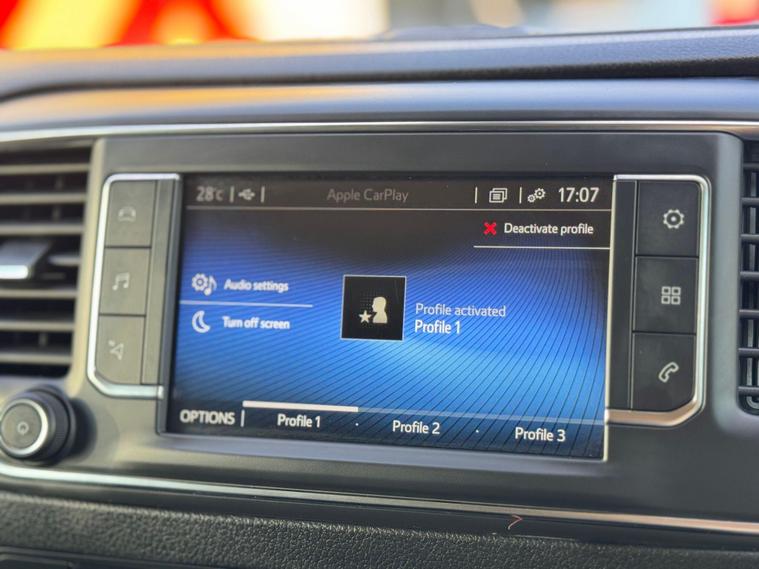 28°c
Apple CarPlay
17:07
Deactivate profile
Audio settings
Turn off screen
Profile activated
Profile 1
OPTIONS
Profile 1
Profile 2
Profile 3